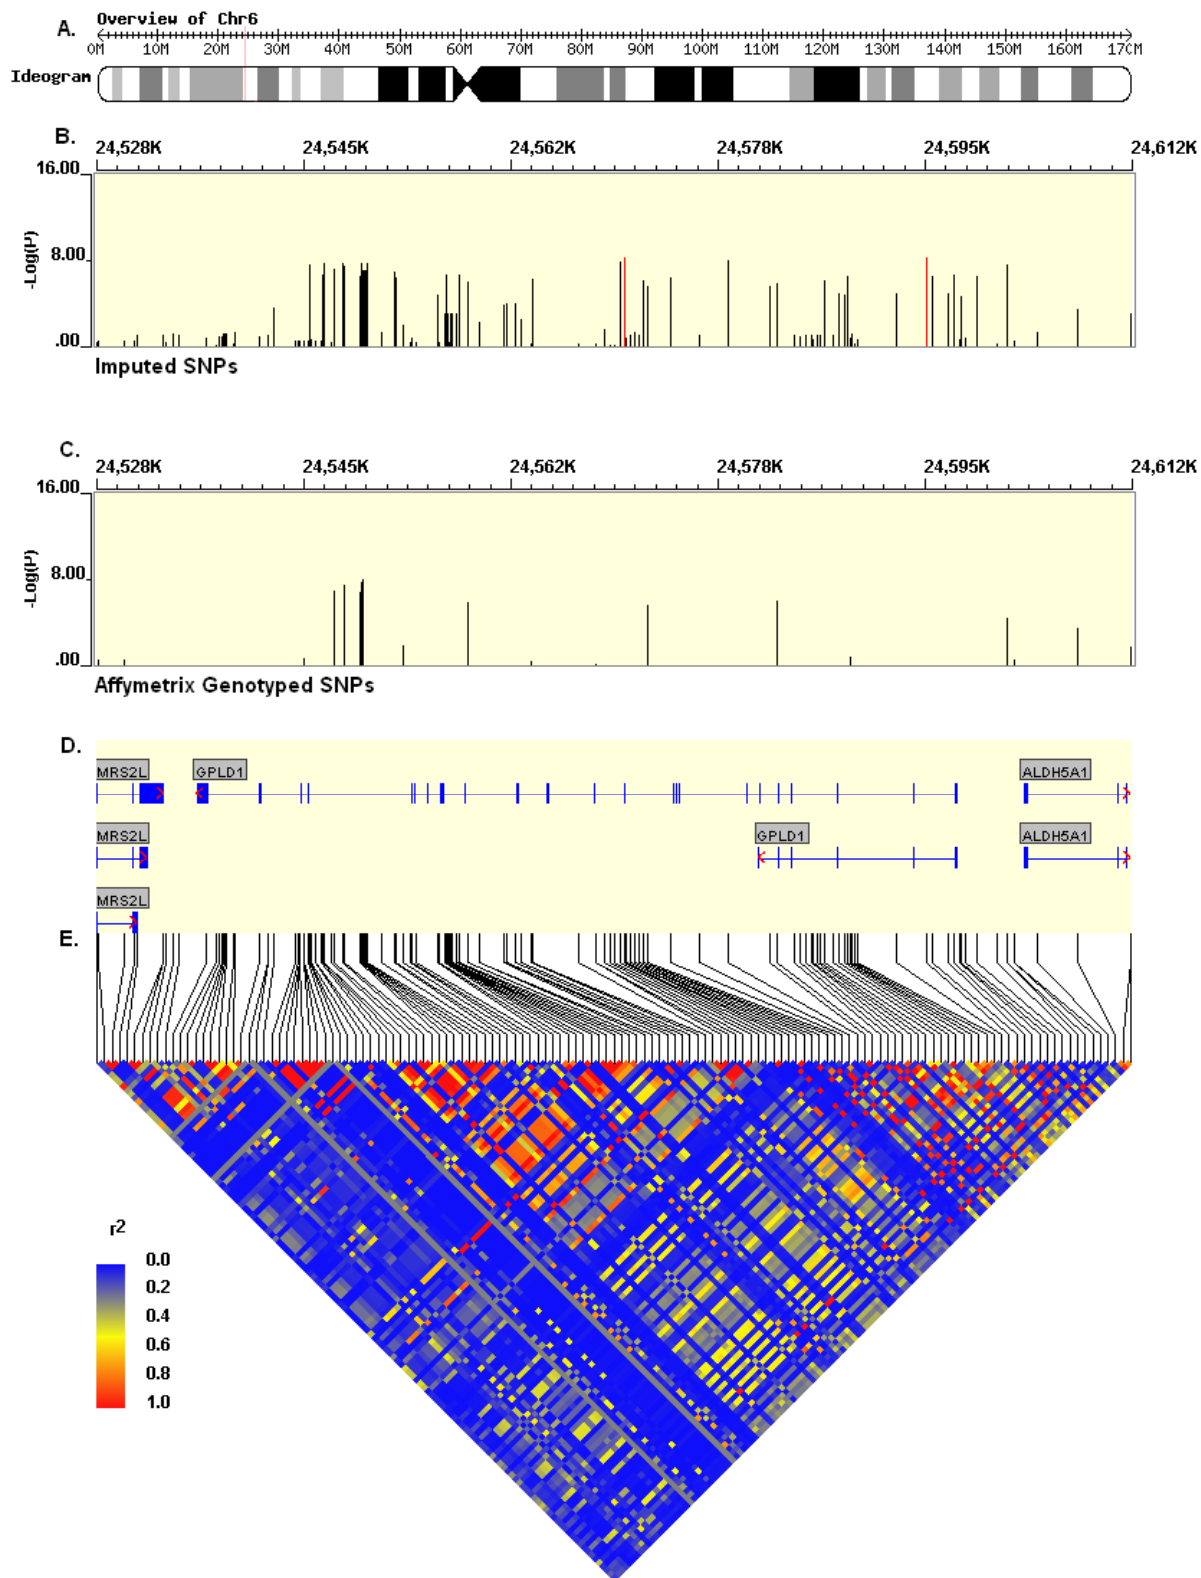 Overview of Chr6
A.
0M 10M 20M 30M 40M 50M 60M 70M 80M 90M 100M 110M 120M 130M 140M 150M 160M 170M
Ideogram
B.
24,528K 24,545K 24,562K 24,578K 24,595K 24,612K
16.00
8.00
.00
-Log(P)
Imputed SNPs
C.
24,528K 24,545K 24,562K 24,578K 24,595K 24,612K
16.00
8.00
.00
-Log(P)
Affymetrix Genotyped SNPs
D.
MRS2L GPLD1 ALDH5A1
MRS2L GPLD1 ALDH5A1
MRS2L
E.
r2
0.0
0.2
0.4
0.6
0.8
1.0